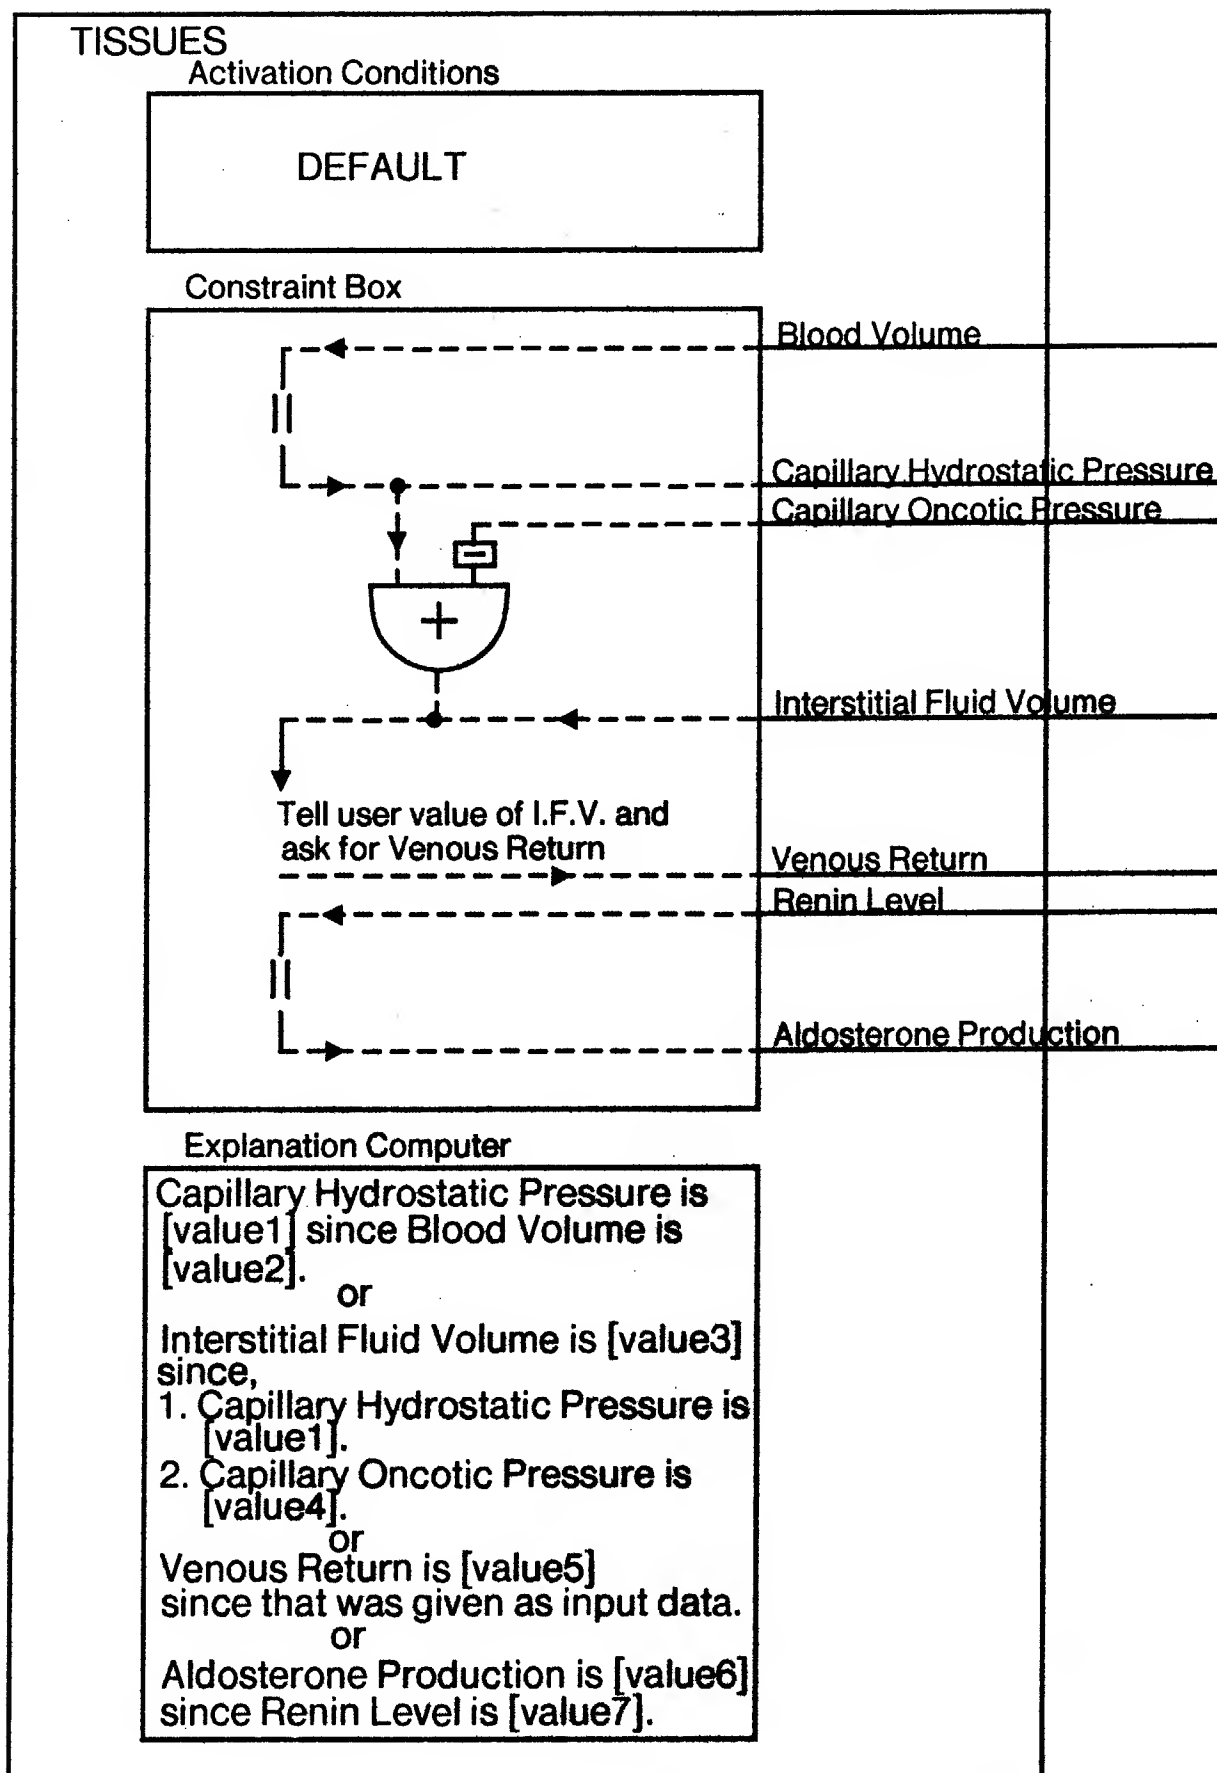 TISSUES
Activation Conditions
DEFAULT
Constraint Box
Blood Volume
Capillary Hydrostatic Pressure
Capillary Oncotic Pressure
−
+
Interstitial Fluid Volume
Tell user value of I.F.V. and
ask for Venous Return
Venous Return
Renin Level
Aldosterone Production
Explanation Computer
Capillary Hydrostatic Pressure is
[value1] since Blood Volume is
[value2].
or
Interstitial Fluid Volume is [value3]
since,
1. Capillary Hydrostatic Pressure is
[value1].
2. Capillary Oncotic Pressure is
[value4].
or
Venous Return is [value5]
since that was given as input data.
or
Aldosterone Production is [value6]
since Renin Level is [value7].